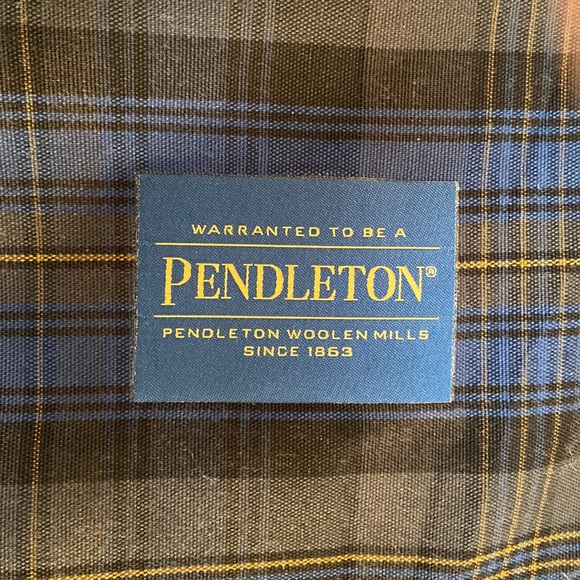 WARRANTED TO BE A
PENDLETON®
PENDLETON WOOLEN MILLS
SINCE 1863